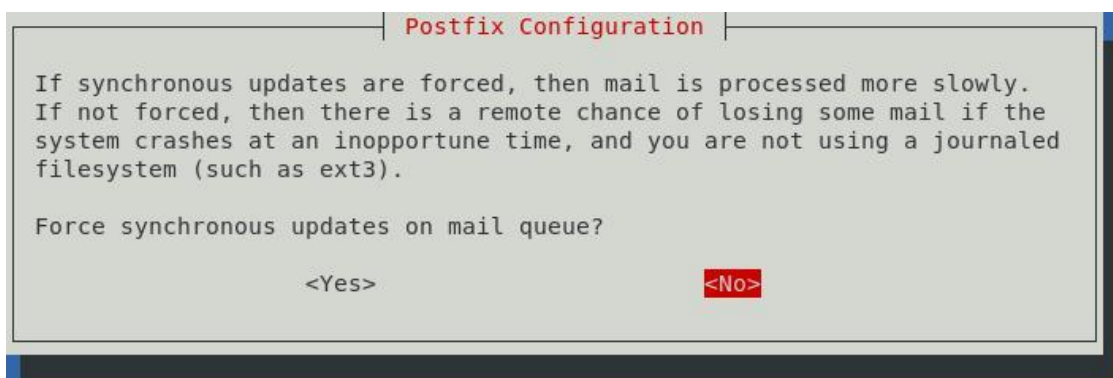 Postfix Configuration
If synchronous updates are forced, then mail is processed more slowly.
If not forced, then there is a remote chance of losing some mail if the
system crashes at an inopportune time, and you are not using a journaled
filesystem (such as ext3).
Force synchronous updates on mail queue?
<Yes> <No>